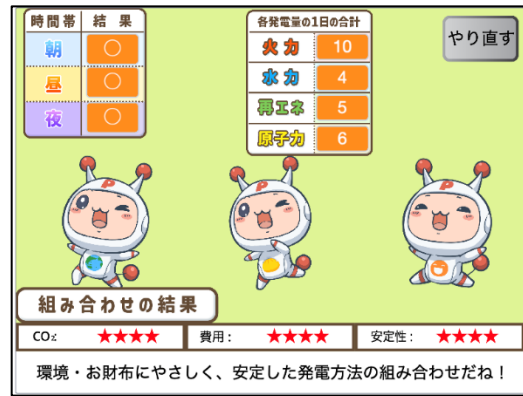 時間帯 結果
朝 ○
昼 ○
夜 ○
各発電量の1日の合計
火力 10
水力 4
再エネ 5
原子力 6
やり直す
P
P
P
組み合わせの結果
CO₂: ★★★★ 費用: ★★★★ 安定性: ★★★★
環境・お財布にやさしく、安定した発電方法の組み合わせだね！